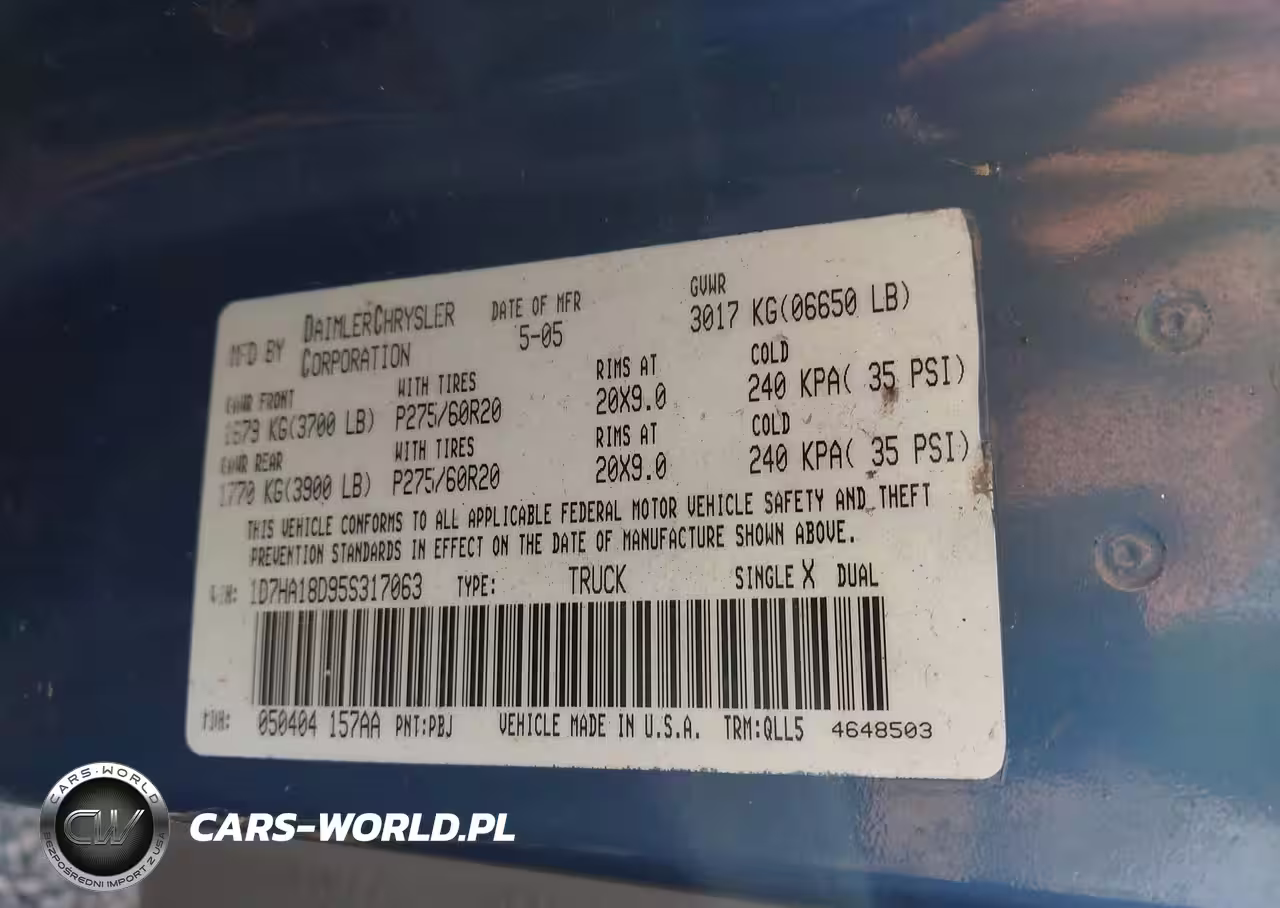 MFD BY DAIMLERCHRYSLER CORPORATION
DATE OF MFR
5-05
GVWR
3017 KG(06650 LB)
GAWR FRONT
1679 KG(3700 LB)
WITH TIRES
P275/60R20
RIMS AT
20X9.0
COLD
240 KPA( 35 PSI)
GAWR REAR
1770 KG(3900 LB)
WITH TIRES
P275/60R20
RIMS AT
20X9.0
COLD
240 KPA( 35 PSI)
THIS VEHICLE CONFORMS TO ALL APPLICABLE FEDERAL MOTOR VEHICLE SAFETY AND THEFT
PREVENTION STANDARDS IN EFFECT ON THE DATE OF MANUFACTURE SHOWN ABOVE.
VIN: 1D7HA18D95S317063 TYPE: TRUCK SINGLE X DUAL
050404 157AA PNT:PBJ VEHICLE MADE IN U.S.A. TRM:QLL5 4648503
CARS-WORLD
CW
BEZPOŚREDNI IMPORT Z USA
CARS-WORLD.PL